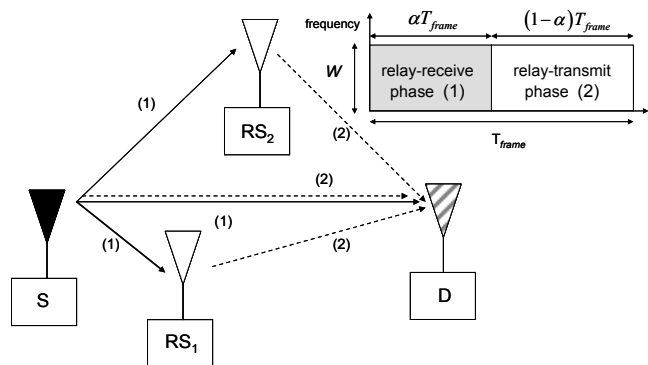 frequency
αT_frame
(1−α)T_frame
W
relay-receive
phase (1)
relay-transmit
phase (2)
T_frame
(1)
RS₂
(2)
(2)
(1)
(1)
(2)
S
D
RS₁